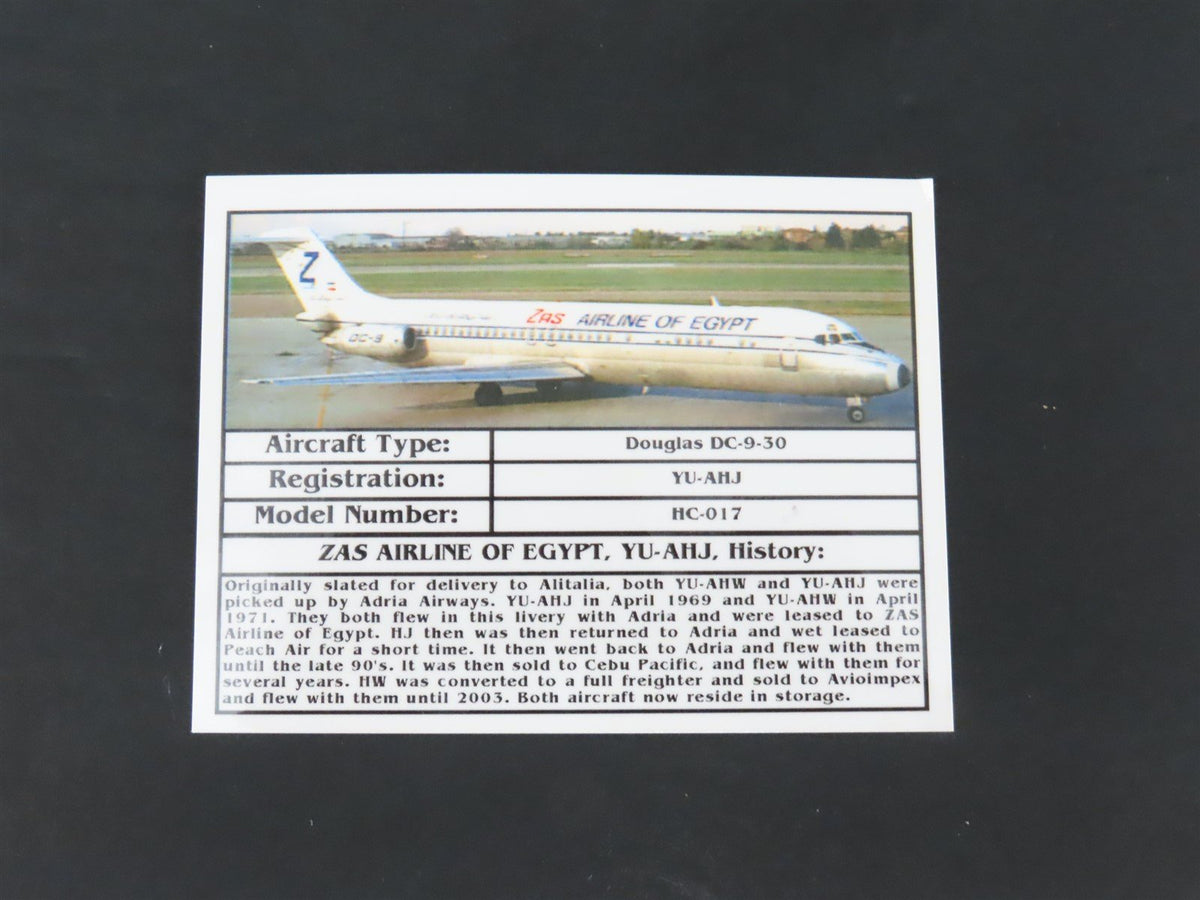 Z
ZAS AIRLINE OF EGYPT
DC-9
Aircraft Type: Douglas DC-9-30
Registration: YU-AHJ
Model Number: HC-017
ZAS AIRLINE OF EGYPT, YU-AHJ, History:
Originally slated for delivery to Alitalia, both YU-AHW and YU-AHJ were
picked up by Adria Airways. YU-AHJ in April 1969 and YU-AHW in April
1971. They both flew in this livery with Adria and were leased to ZAS
Airline of Egypt. HJ then was then returned to Adria and wet leased to
Peach Air for a short time. It then went back to Adria and flew with them
until the late 90's. It was then sold to Cebu Pacific, and flew with them for
several years. HW was converted to a full freighter and sold to Avioimpex
and flew with them until 2003. Both aircraft now reside in storage.